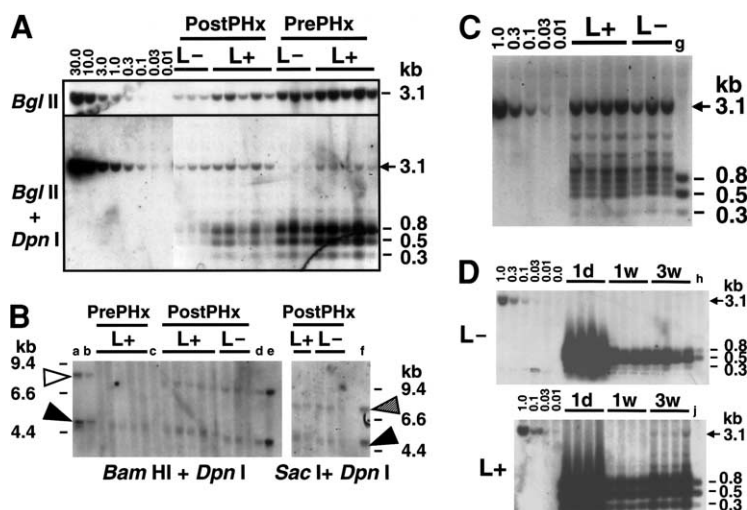 A
PostPHx PrePHx
L− L+ L− L+
30.0 10.0 3.0 1.0 0.3 0.1 0.03 0.01
kb
Bgl II
3.1
Bgl II + Dpn I
3.1
0.8
0.5
0.3
B
PrePHx PostPHx
L+ L+ L−
kb
a b c d e
9.4
6.6
4.4
Bam HI + Dpn I
PostPHx
L+ L−
f
kb
9.4
6.6
4.4
Sac I+ Dpn I
C
1.0 0.3 0.1 0.03 0.01
L+ L−
g
kb
3.1
0.8
0.5
0.3
D
L−
1.0 0.3 0.1 0.03 0.01 0.0
1d 1w 3w
h
kb
3.1
0.8
0.5
0.3
L+
1.0 0.1 0.03 0.01
1d 1w 3w
j
3.1
0.8
0.5
0.3